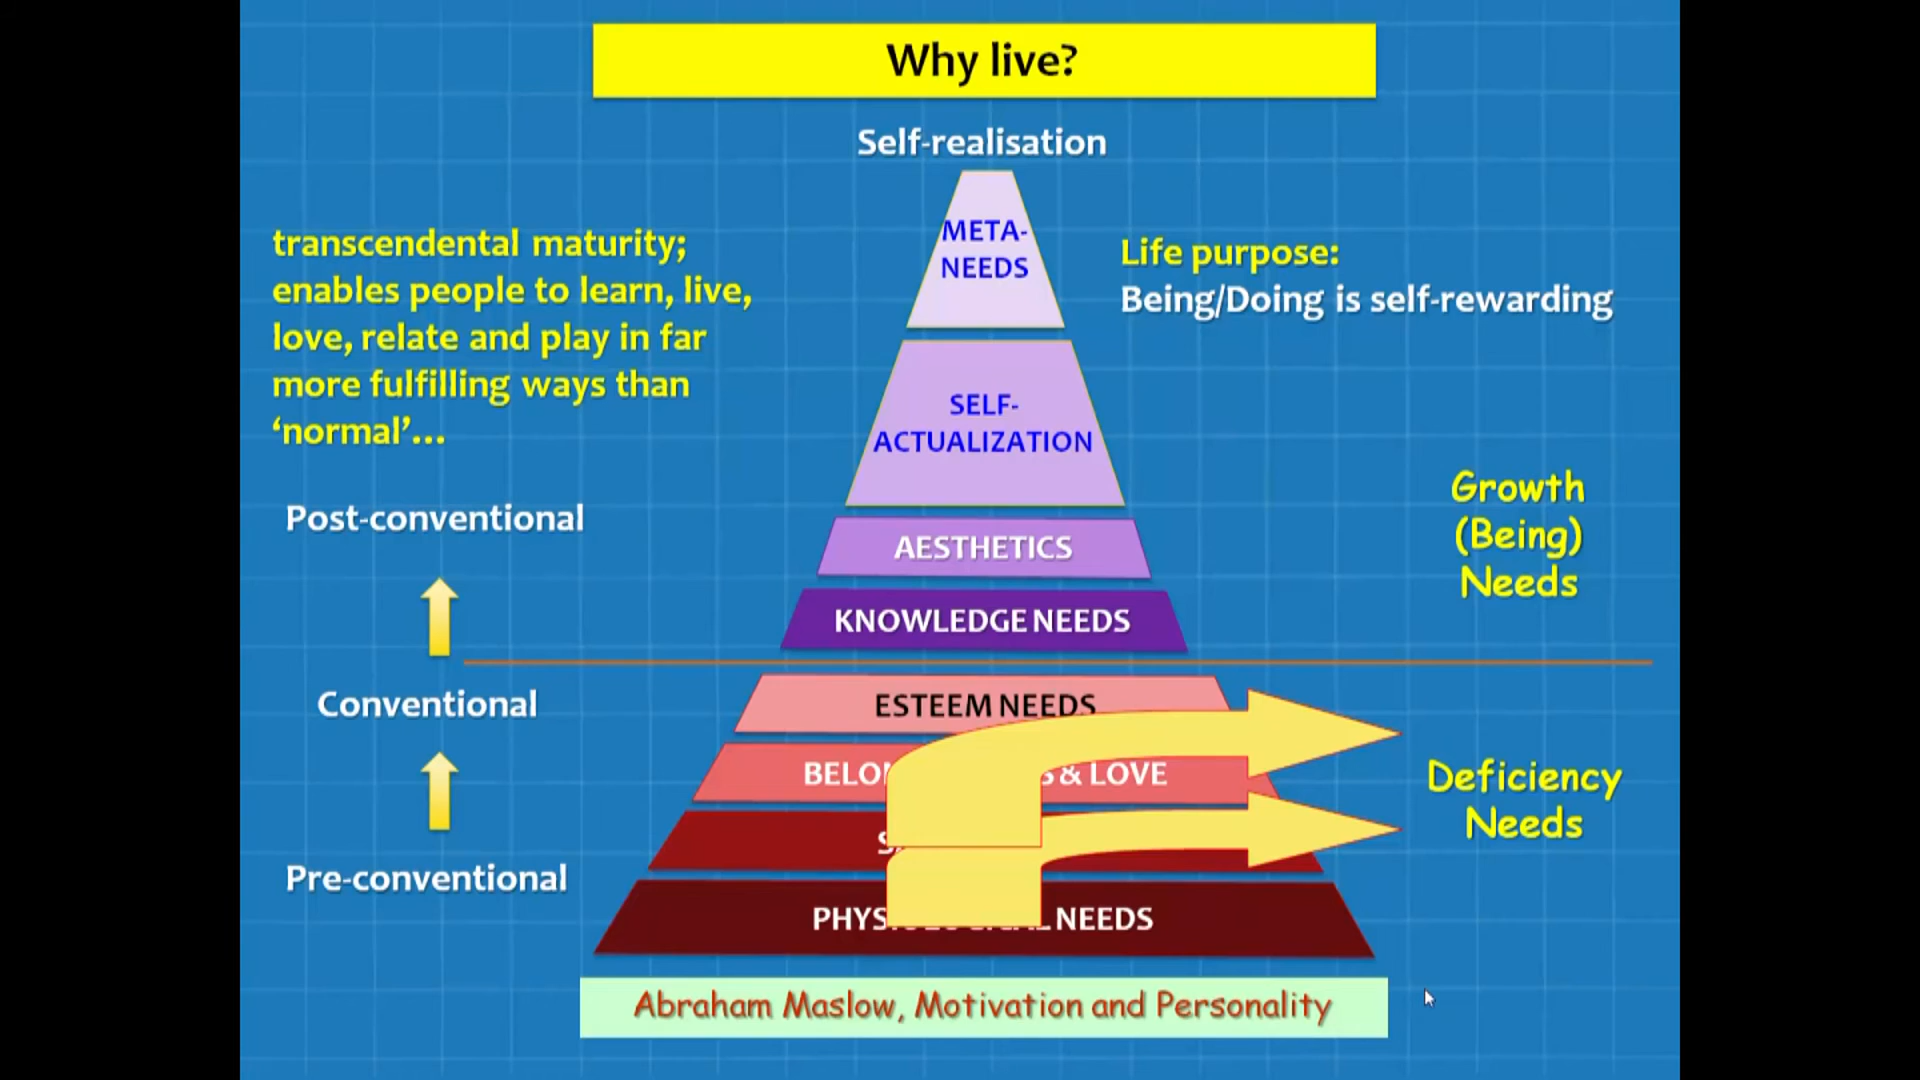 Why live?
Self-realisation
META-
NEEDS
transcendental maturity;
enables people to learn, live,
love, relate and play in far
more fulfilling ways than
‘normal’...
Life purpose:
Being/Doing is self-rewarding
SELF-
ACTUALIZATION
Post-conventional
AESTHETICS
KNOWLEDGE NEEDS
Growth
(Being)
Needs
Conventional
ESTEEM NEEDS
& LOVE
Deficiency
Needs
Pre-conventional
PHYSIOLOGICAL NEEDS
Abraham Maslow, Motivation and Personality